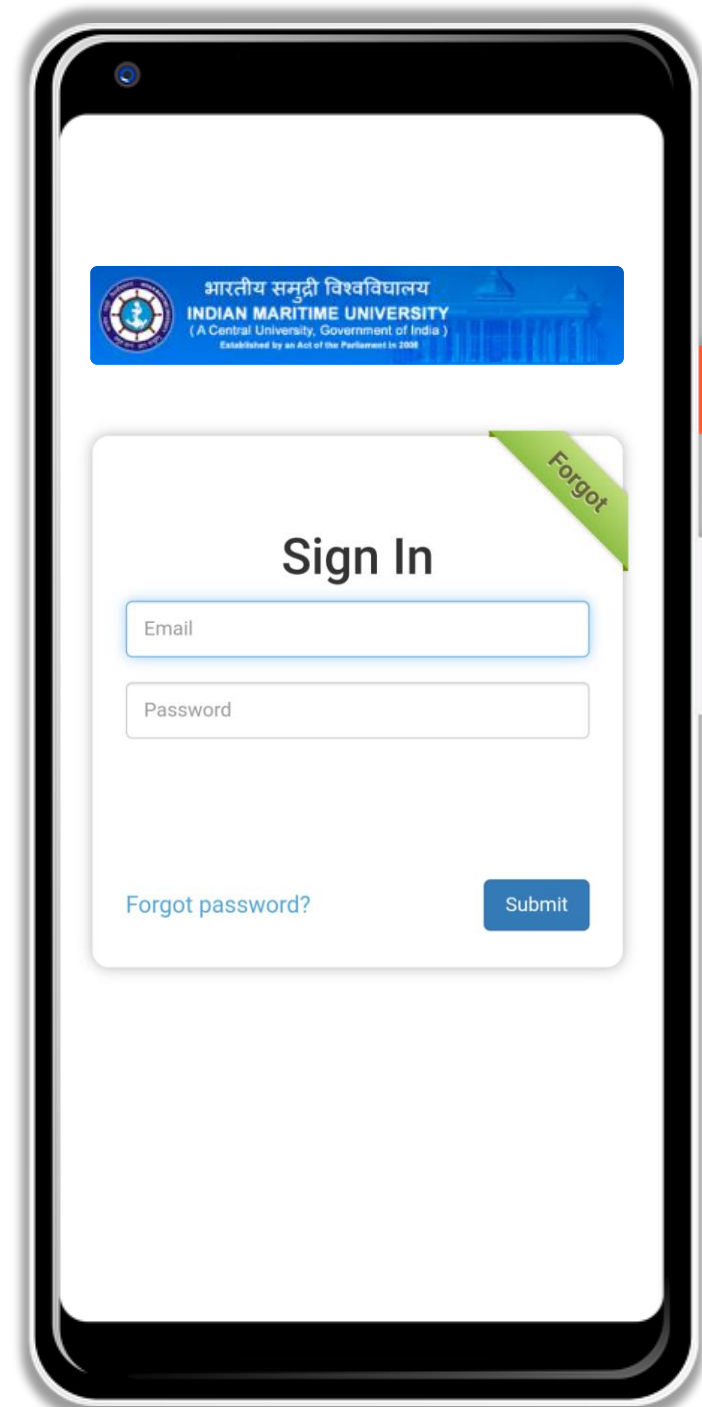 भारतीय समुद्री विश्वविघालय
INDIAN MARITIME UNIVERSITY
( A Central University, Government of India )
Established by an Act of the Parliament in 2008
Forgot
Sign In
Email
Password
Forgot password?
Submit